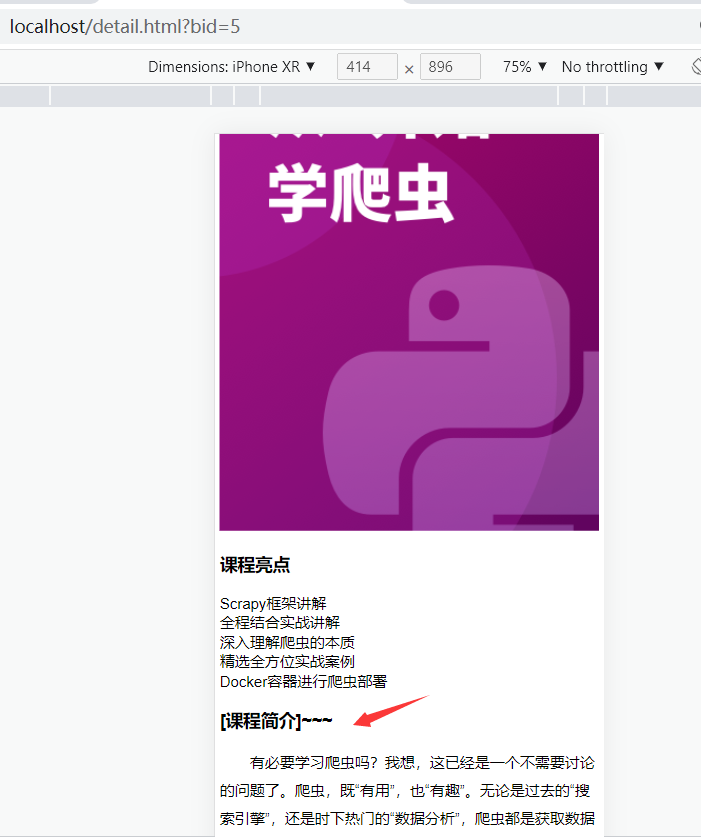 localhost/detail.html?bid=5
Dimensions: iPhone XR ▼ 414 × 896 75% ▼ No throttling ▼
学爬虫
课程亮点
Scrapy框架讲解
全程结合实战讲解
深入理解爬虫的本质
精选全方位实战案例
Docker容器进行爬虫部署
[课程简介]~~~
有必要学习爬虫吗？我想，这已经是一个不需要讨论
的问题了。爬虫，既“有用”，也“有趣”。无论是过去的“搜
索引擎”，还是时下热门的“数据分析”，爬虫都是获取数据